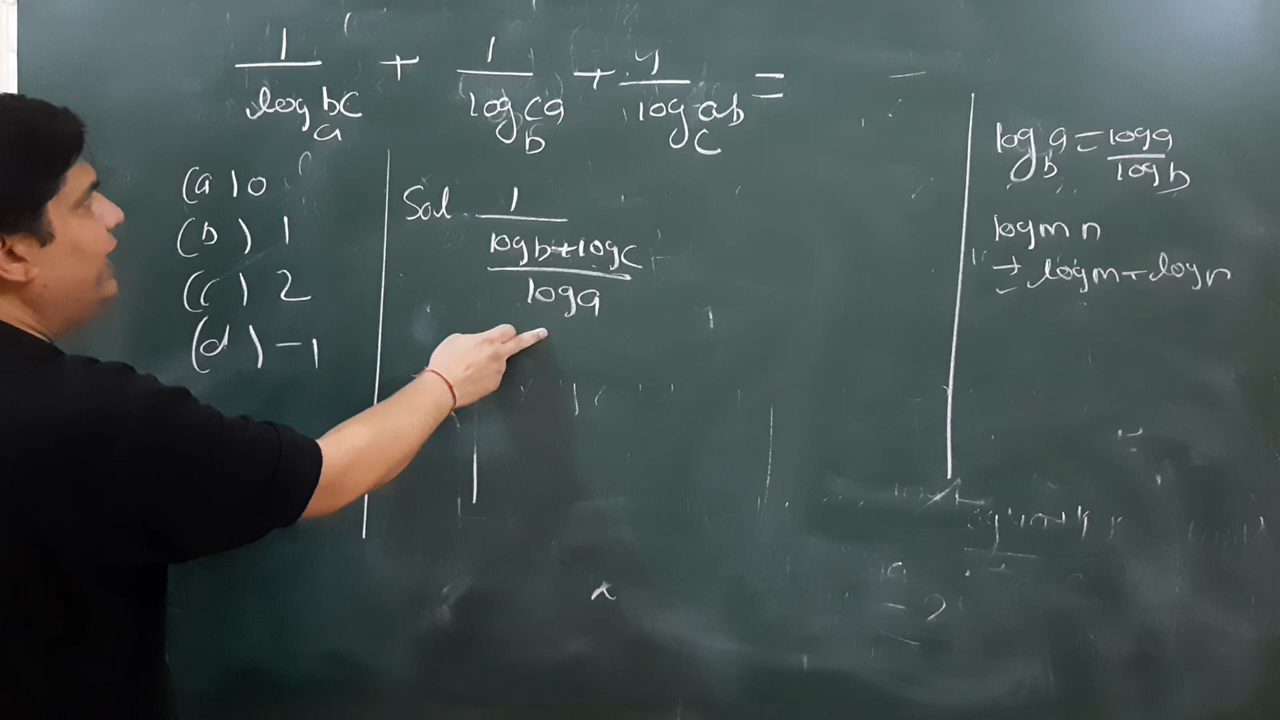 1/log_a bc + 1/log_b ca + 1/log_c ab =
(a) 0
(b) 1
(c) 2
(d) -1
Sol. 1/((log b + log c)/log a)
log_b a = log a/log b
log m n
= log m + log n